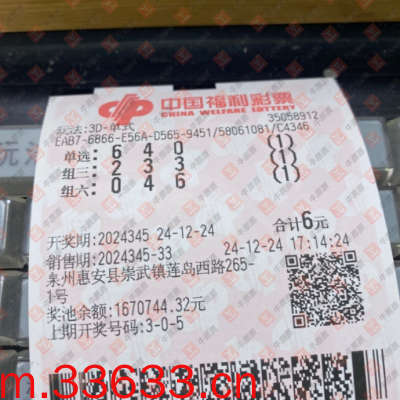 中国福利彩票
CHINA WELFARE LOTTERY
玩法:3D-单式 35058912
EAB7-6866-E56A-D565-9451/58061081/C4346
单选: 6 4 0 (1)
组三: 2 3 3 (1)
组六: 0 4 6 (1)
开奖期:2024345 24-12-24 合计6元
销售期:2024345-33 24-12-24 17:14:24
泉州惠安县崇武镇莲岛西路265-
1号
奖池余额:1670744.32元
上期开奖号码:3-0-5
m.33633.cn